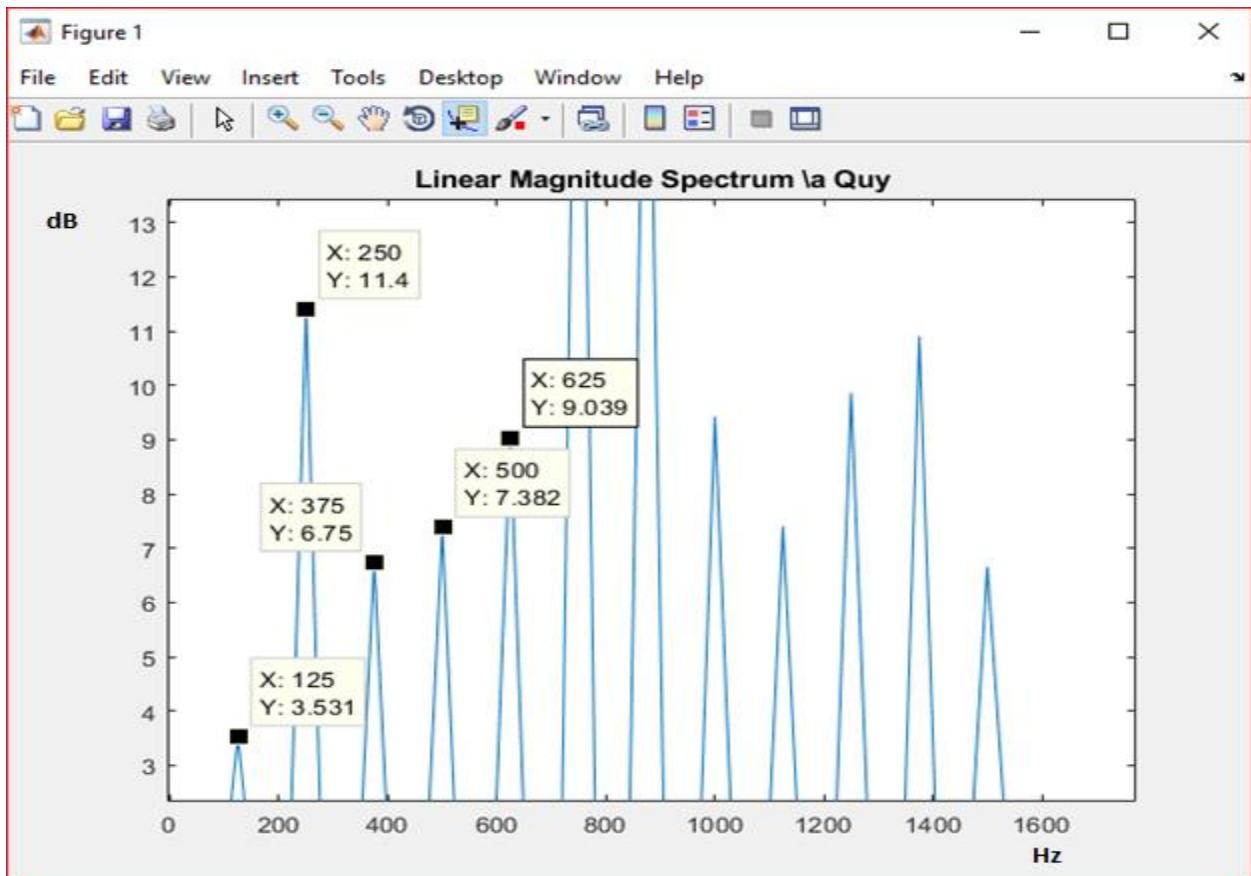 Figure 1
File Edit View Insert Tools Desktop Window Help
Linear Magnitude Spectrum \a Quy
dB
13
12
11
10
9
8
7
6
5
4
3
X: 250
Y: 11.4
X: 625
Y: 9.039
X: 500
Y: 7.382
X: 375
Y: 6.75
X: 125
Y: 3.531
0 200 400 600 800 1000 1200 1400 1600
Hz